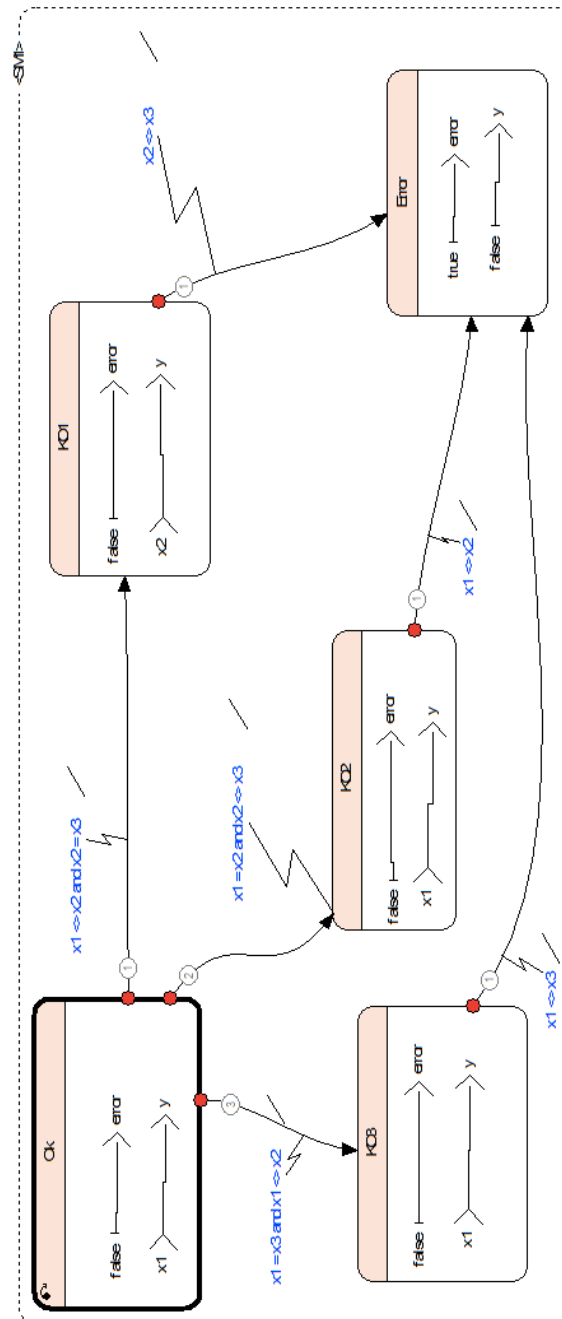 <SM1>
Ok
false error
x1 y
1
2
3
x1 <> x2 and x2 = x3
KO1
false error
x2 y
1
x2 <> x3
x1 = x2 and x2 <> x3
x1 = x3 and x1 <> x2
KO2
false error
x1 y
1
x1 <> x2
KO3
false error
x1 y
1
x1 <> x3
Error
true error
false y